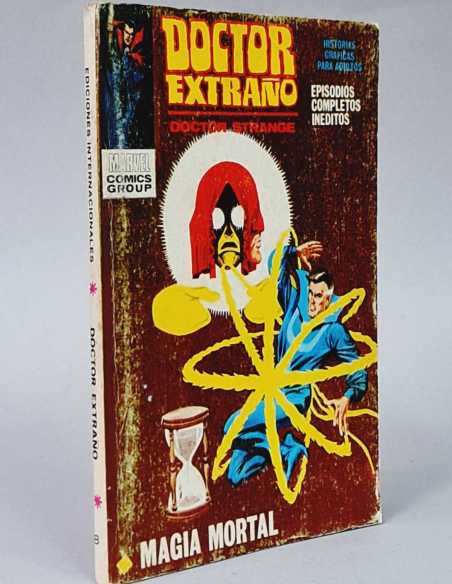 DOCTOR
EXTRAÑO
DOCTOR STRANGE
HISTORIAS
GRAFICAS
PARA ADULTOS
EPISODIOS
COMPLETOS
INEDITOS
MARVEL
COMICS
GROUP
MAGIA MORTAL
EDICIONES INTERNACIONALES * DOCTOR EXTRAÑO * 8